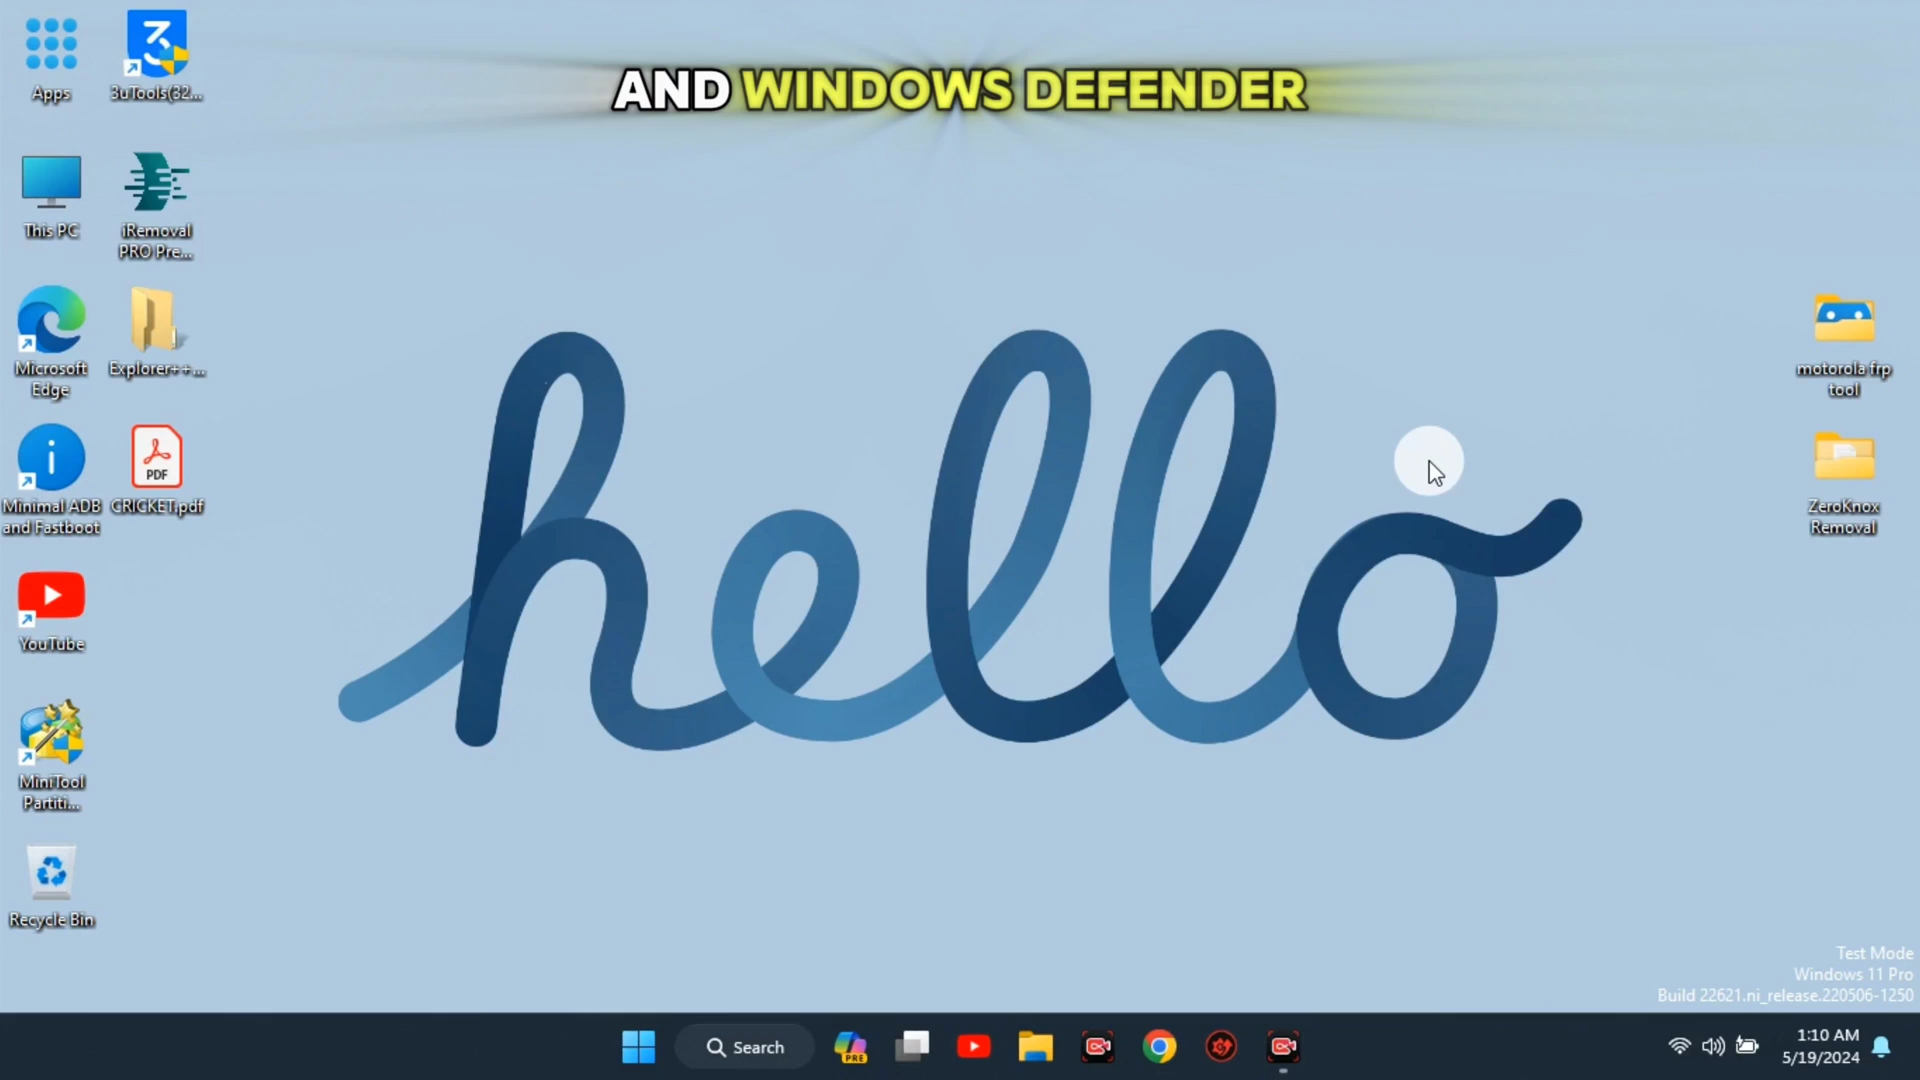 AND WINDOWS DEFENDER
Apps
3uTools(32...
This PC
iRemoval
PRO Pre...
Microsoft
Edge
Explorer++...
Minimal ADB
and Fastboot
PDF
CRICKET.pdf
YouTube
MiniTool
Partiti...
Recycle Bin
hello
motorola frp
tool
ZeroKnox
Removal
Test Mode
Windows 11 Pro
Build 22621.ni_release.220506-1250
Search
PRE
1:10 AM
5/19/2024